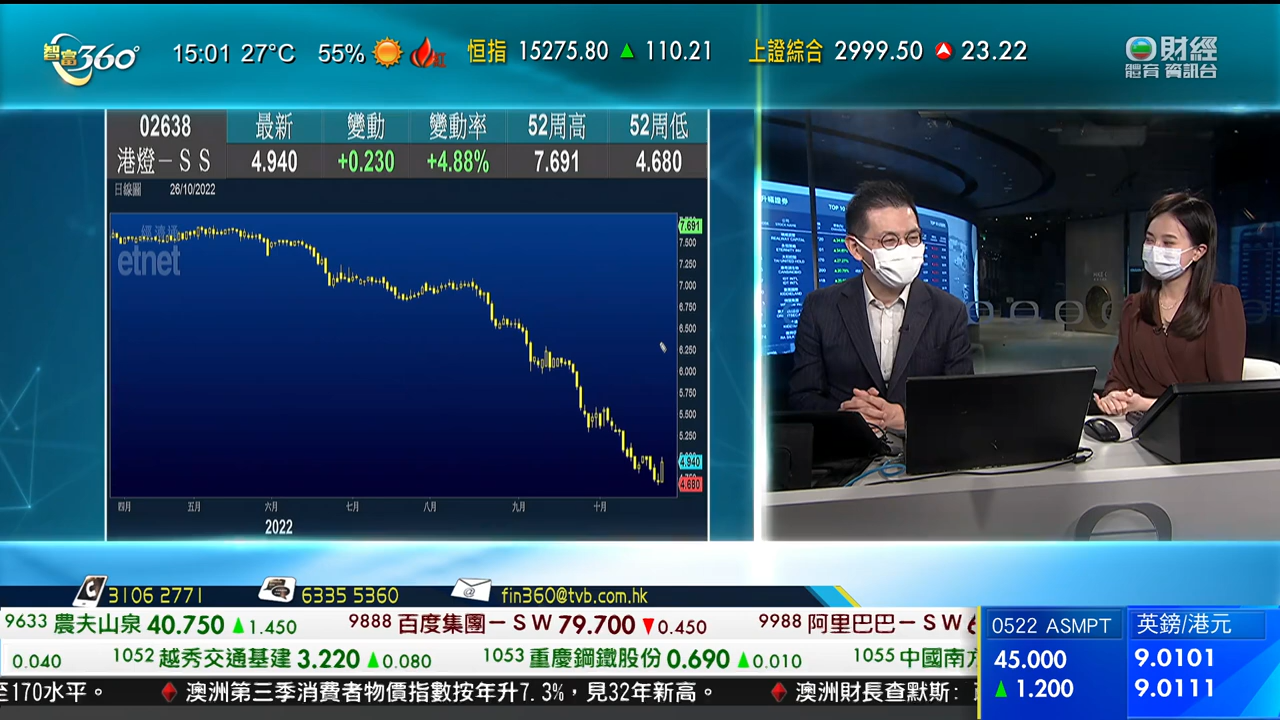 智富360°
15:01 27°C 55% 紅 恒指 15275.80 ▲ 110.21 上證綜合 2999.50 ▲ 23.22
財經
體育 資訊台
02638 最新 變動 變動率 52周高 52周低
港燈－ＳＳ 4.940 +0.230 +4.88% 7.691 4.680
日線圖 26/10/2022
經濟通
etnet
7.691
7.500
7.250
7.000
6.750
6.500
6.250
6.000
5.750
5.500
5.250
4.940
4.680
四月 五月 六月 七月 八月 九月 十月
2022
TOP 10
3106 2771 6335 5360 fin360@tvb.com.hk
9633 農夫山泉 40.750 ▲ 1.450 9888 百度集團－ＳＷ 79.700 ▼ 0.450 9988 阿里巴巴－ＳＷ
0.040 1052 越秀交通基建 3.220 ▲ 0.080 1053 重慶鋼鐵股份 0.690 ▲ 0.010 1055 中國南方
至170水平。 ♦ 澳洲第三季消費者物價指數按年升7.3%，見32年新高。 ♦ 澳洲財長查默斯：
0522 ASMPT
45.000
▲ 1.200
英鎊/港元
9.0101
9.0111